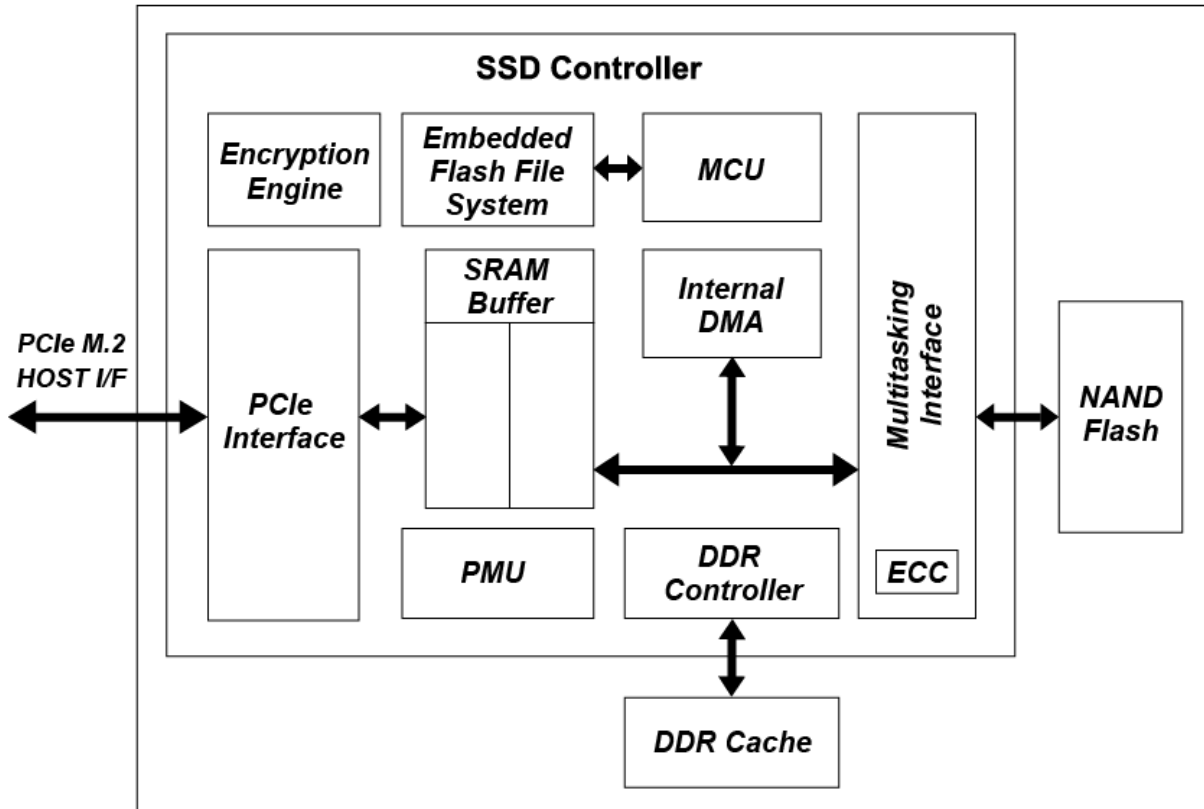 SSD Controller
Encryption
Engine
Embedded
Flash File
System
MCU
PCIe M.2
HOST I/F
PCIe
Interface
SRAM
Buffer
Internal
DMA
Multitasking
Interface
ECC
NAND
Flash
PMU
DDR
Controller
DDR Cache